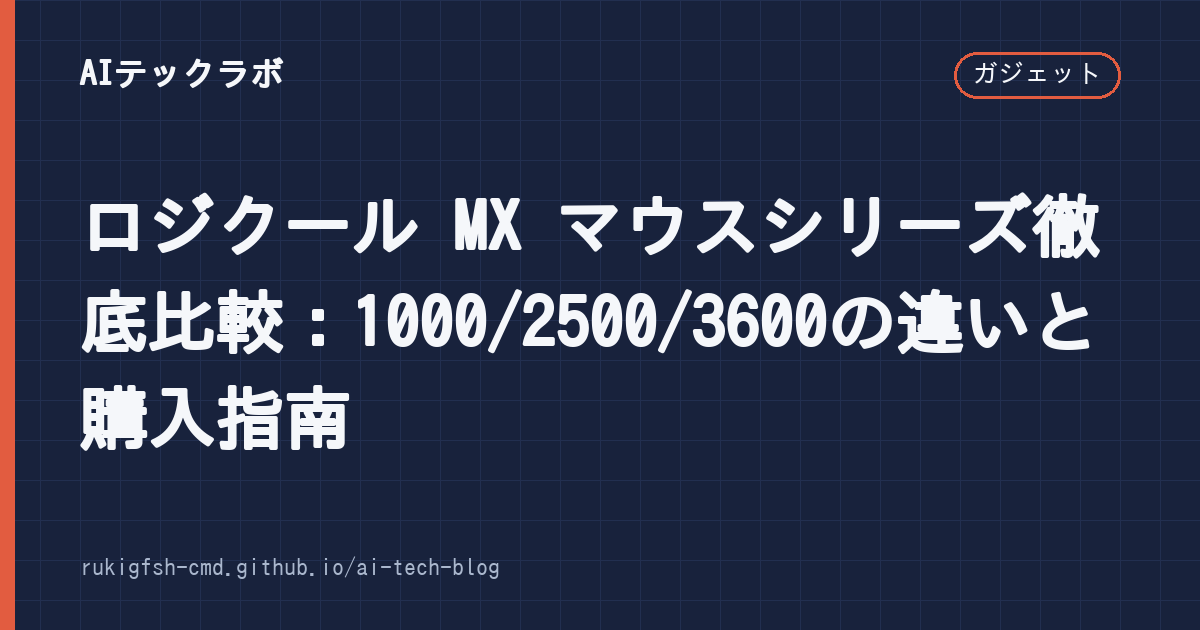 AIテックラボ
ガジェット
ロジクール MX マウスシリーズ徹
底比較：1000/2500/3600の違いと
購入指南
rukigfsh-cmd.github.io/ai-tech-blog